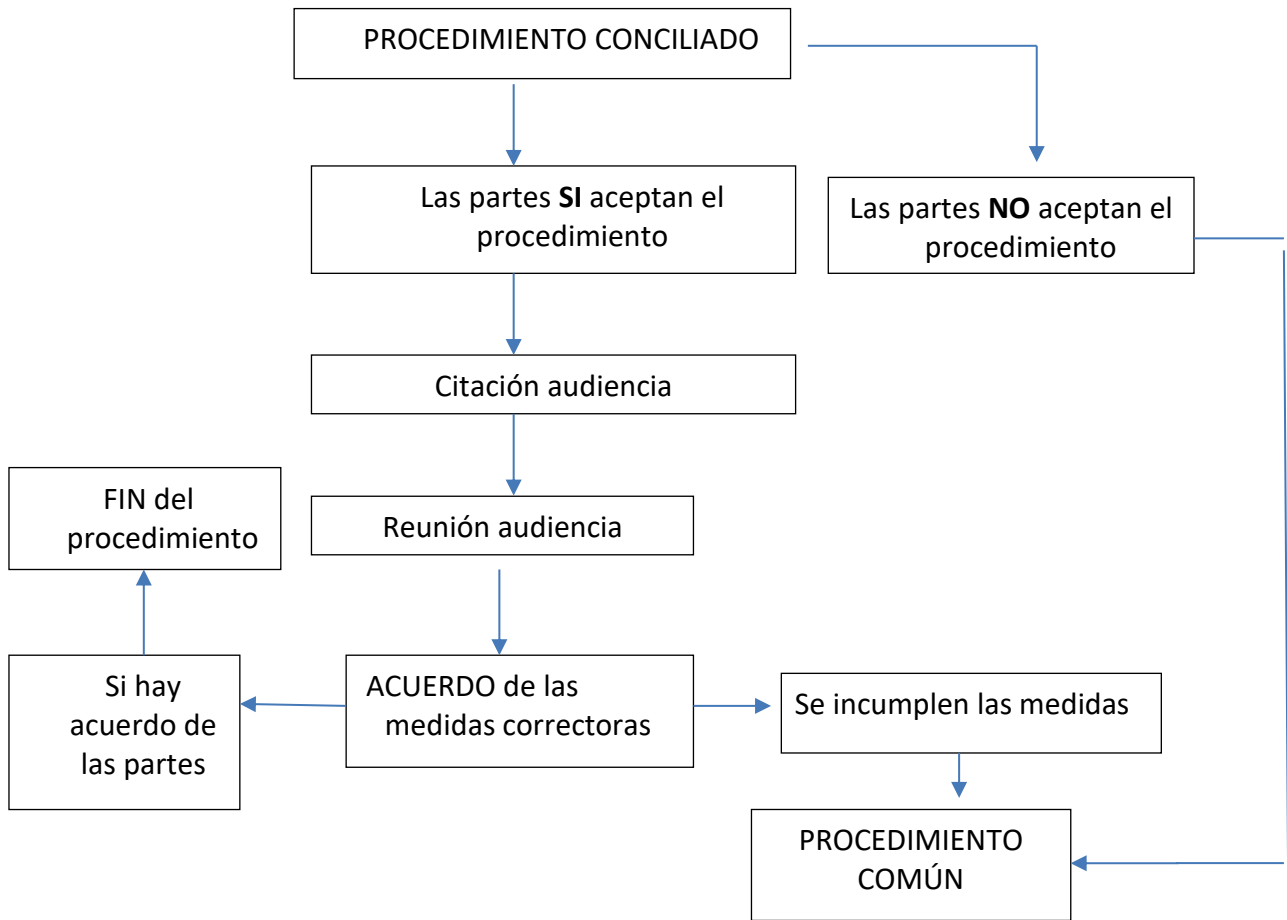 PROCEDIMIENTO CONCILIADO
Las partes SI aceptan el
procedimiento
Las partes NO aceptan el
procedimiento
Citación audiencia
FIN del
procedimiento
Reunión audiencia
Si hay
acuerdo de
las partes
ACUERDO de las
medidas correctoras
Se incumplen las medidas
PROCEDIMIENTO
COMÚN